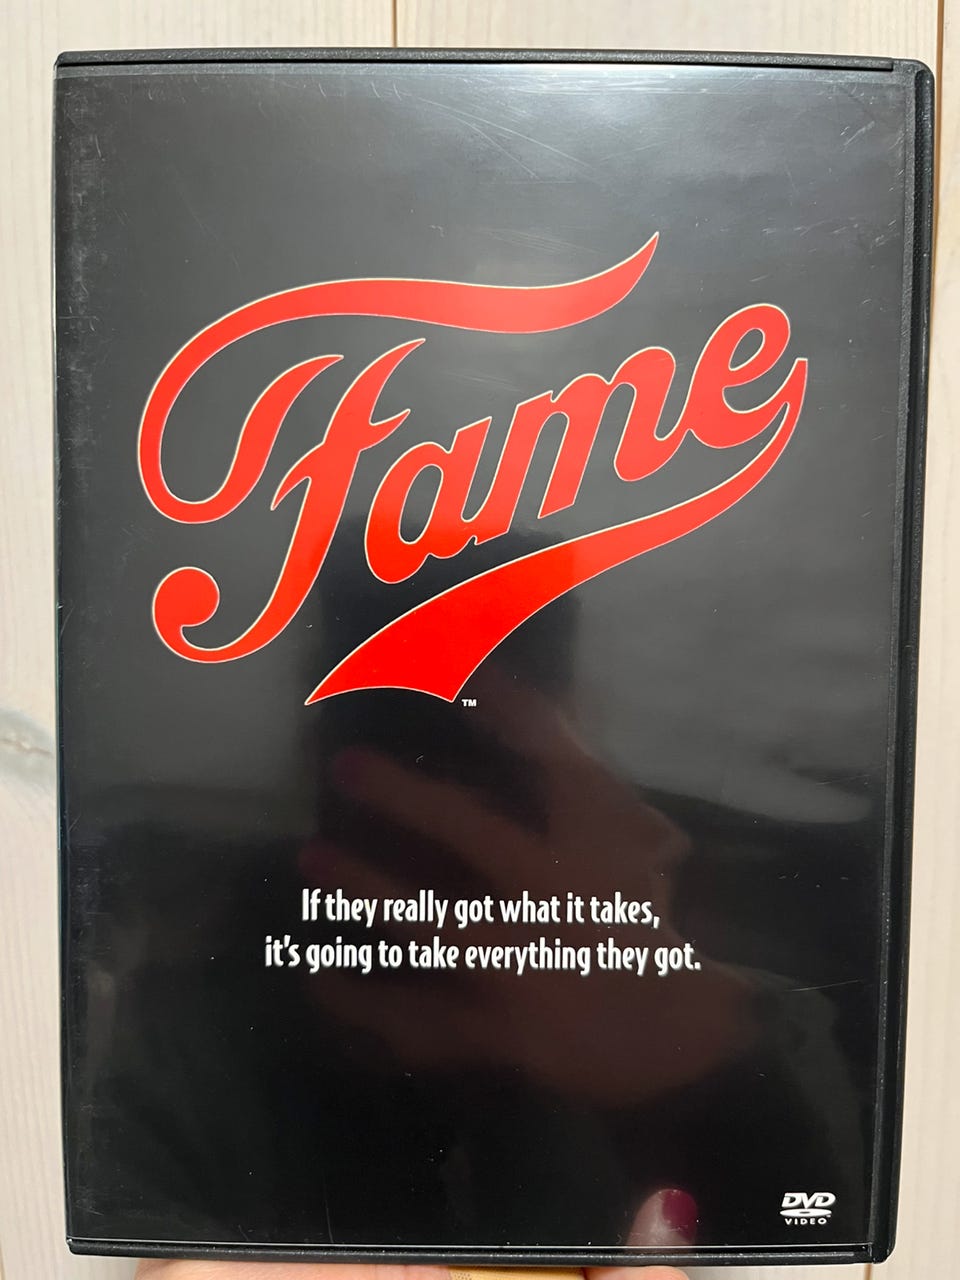 Fame
TM
If they really got what it takes,
it's going to take everything they got.
DVD
VIDEO